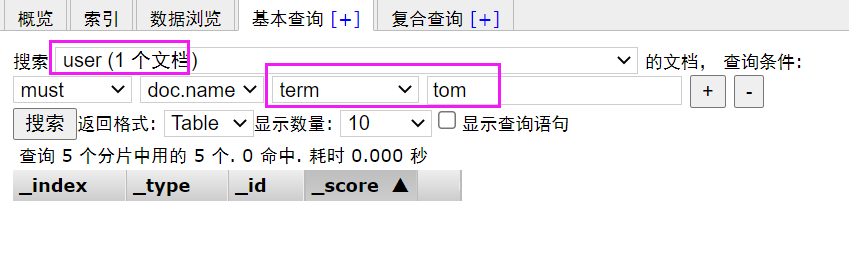 概览 索引 数据浏览 基本查询 [+] 复合查询 [+]
搜索 user (1 个文档) 的文档， 查询条件:
must doc.name term tom + -
搜索 返回格式: Table 显示数量: 10 显示查询语句
查询 5 个分片中用的 5 个. 0 命中. 耗时 0.000 秒
_index _type _id _score ▲